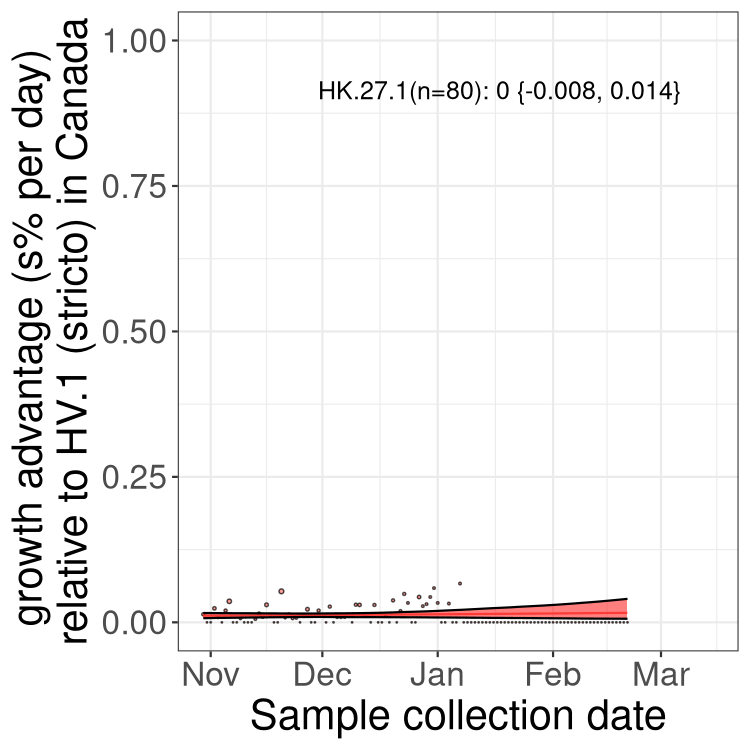 growth advantage (s% per day)
relative to HV.1 (stricto) in Canada
1.00
0.75
0.50
0.25
0.00
HK.27.1(n=80): 0 {-0.008, 0.014}
Nov Dec Jan Feb Mar
Sample collection date